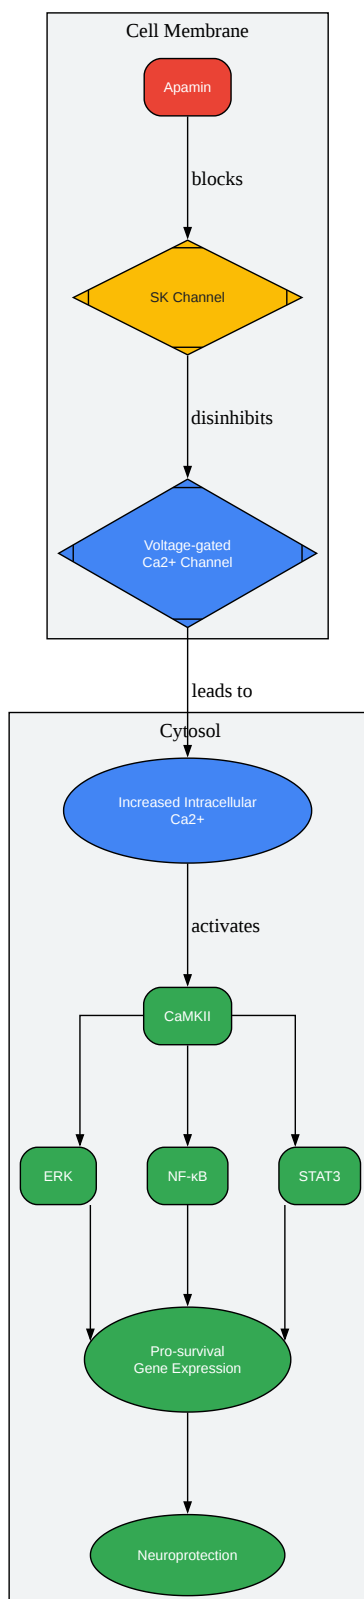 Cell Membrane
Apamin
blocks
SK Channel
disinhibits
Voltage-gated
Ca2+ Channel
leads to
Cytosol
Increased Intracellular
Ca2+
activates
CaMKII
ERK
NF-κB
STAT3
Pro-survival
Gene Expression
Neuroprotection